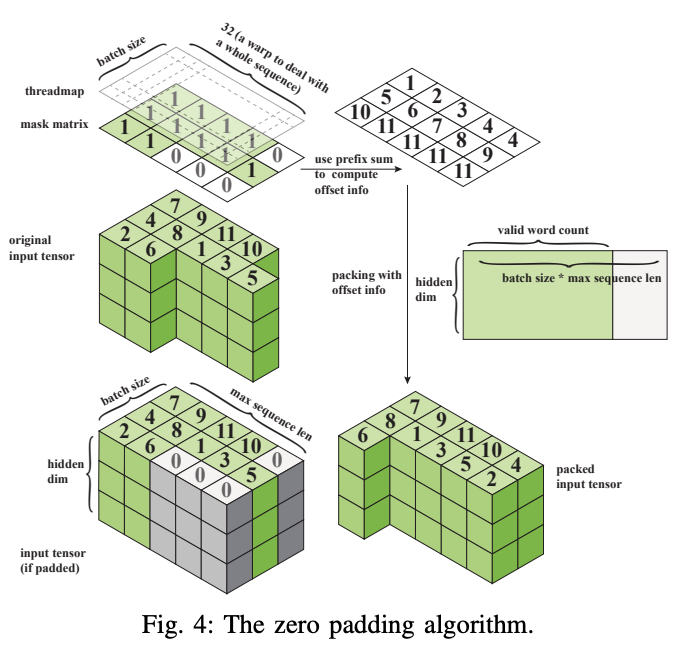 batch size
32 (a warp to deal with
a whole sequence)
threadmap
mask matrix
1 1 1 1 0
1 1 1 1 1
1 1 0 0 0
use prefix sum
to compute
offset info
1 2 3 4 4
5 6 7 8 9
10 11 11 11 11
original
input tensor
7 9 11 10
4 8 1 3 5
2 6
packing with
offset info
valid word count
batch size * max sequence len
hidden
dim
batch size
max sequence len
hidden
dim
7 9 11 10 0
4 8 1 3 5
2 6 0 0 0
input tensor
(if padded)
7 9 11 10 4
8 1 3 5 2
6
packed
input tensor
Fig. 4: The zero padding algorithm.